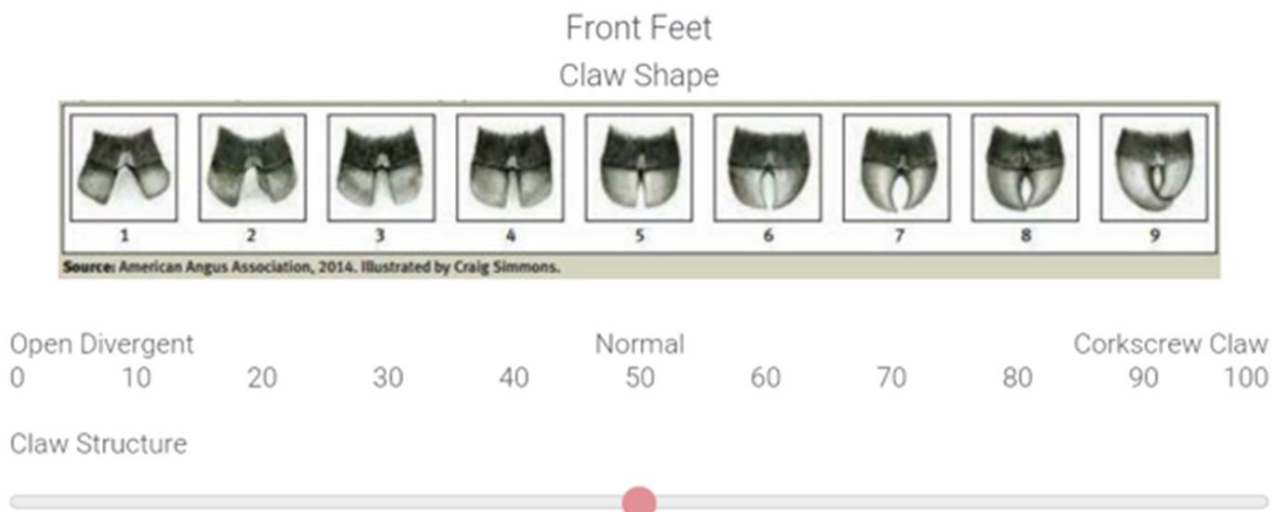 Front Feet
Claw Shape
1 2 3 4 5 6 7 8 9
Source: American Angus Association, 2014. Illustrated by Craig Simmons.
Open Divergent Normal Corkscrew Claw
0 10 20 30 40 50 60 70 80 90 100
Claw Structure